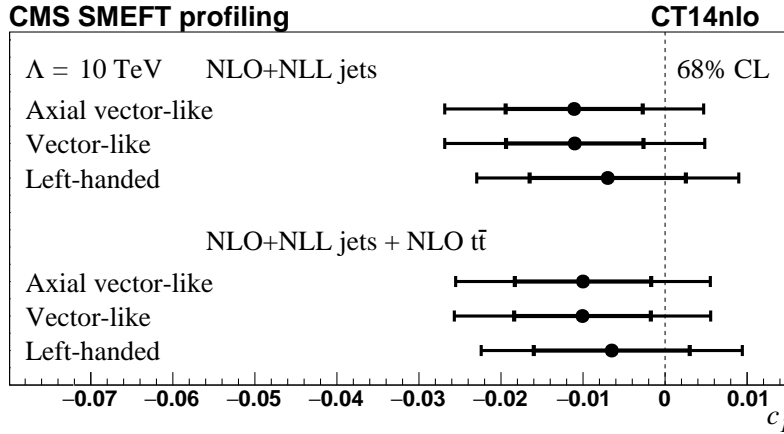 CMS SMEFT profiling CT14nlo
Λ = 10 TeV NLO+NLL jets 68% CL
Axial vector-like
Vector-like
Left-handed
NLO+NLL jets + NLO tt̄
Axial vector-like
Vector-like
Left-handed
−0.07 −0.06 −0.05 −0.04 −0.03 −0.02 −0.01 0 0.01
c